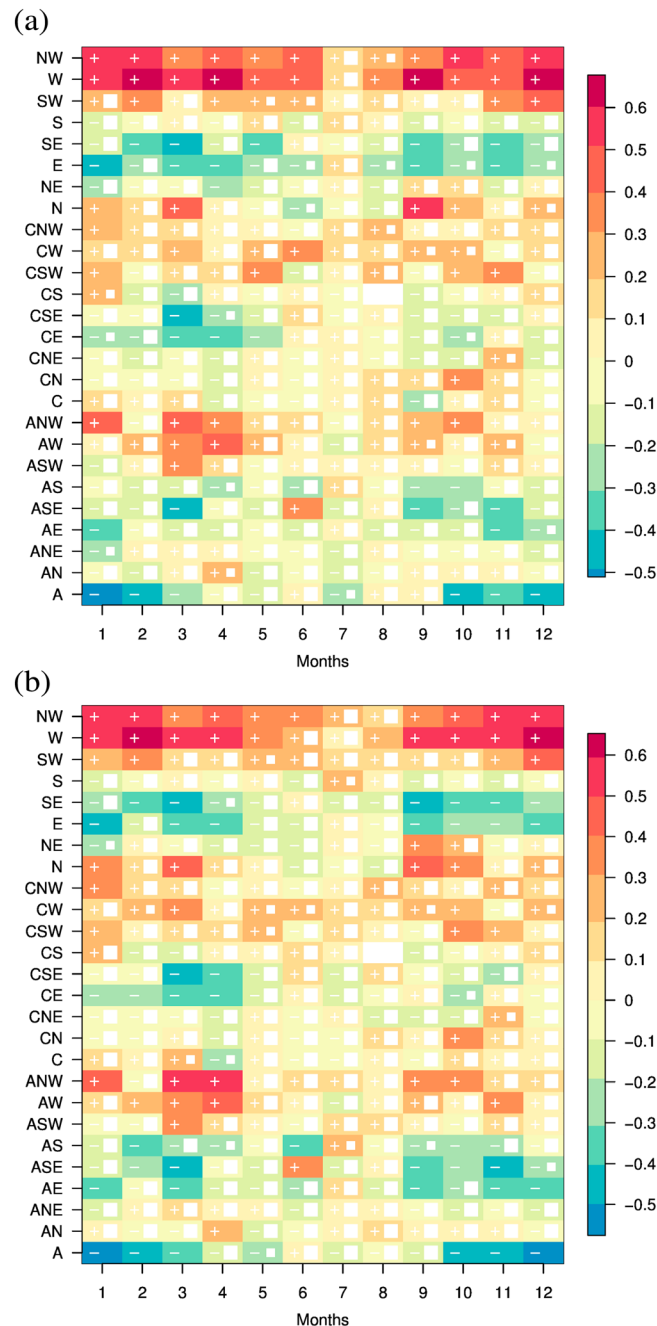 (a)
NW
W
SW
S
SE
E
NE
N
CNW
CW
CSW
CS
CSE
CE
CNE
CN
C
ANW
AW
ASW
AS
ASE
AE
ANE
AN
A
1 2 3 4 5 6 7 8 9 10 11 12
Months
0.6
0.5
0.4
0.3
0.2
0.1
0
−0.1
−0.2
−0.3
−0.4
−0.5
(b)
NW
W
SW
S
SE
E
NE
N
CNW
CW
CSW
CS
CSE
CE
CNE
CN
C
ANW
AW
ASW
AS
ASE
AE
ANE
AN
A
1 2 3 4 5 6 7 8 9 10 11 12
Months
0.6
0.5
0.4
0.3
0.2
0.1
0
−0.1
−0.2
−0.3
−0.4
−0.5